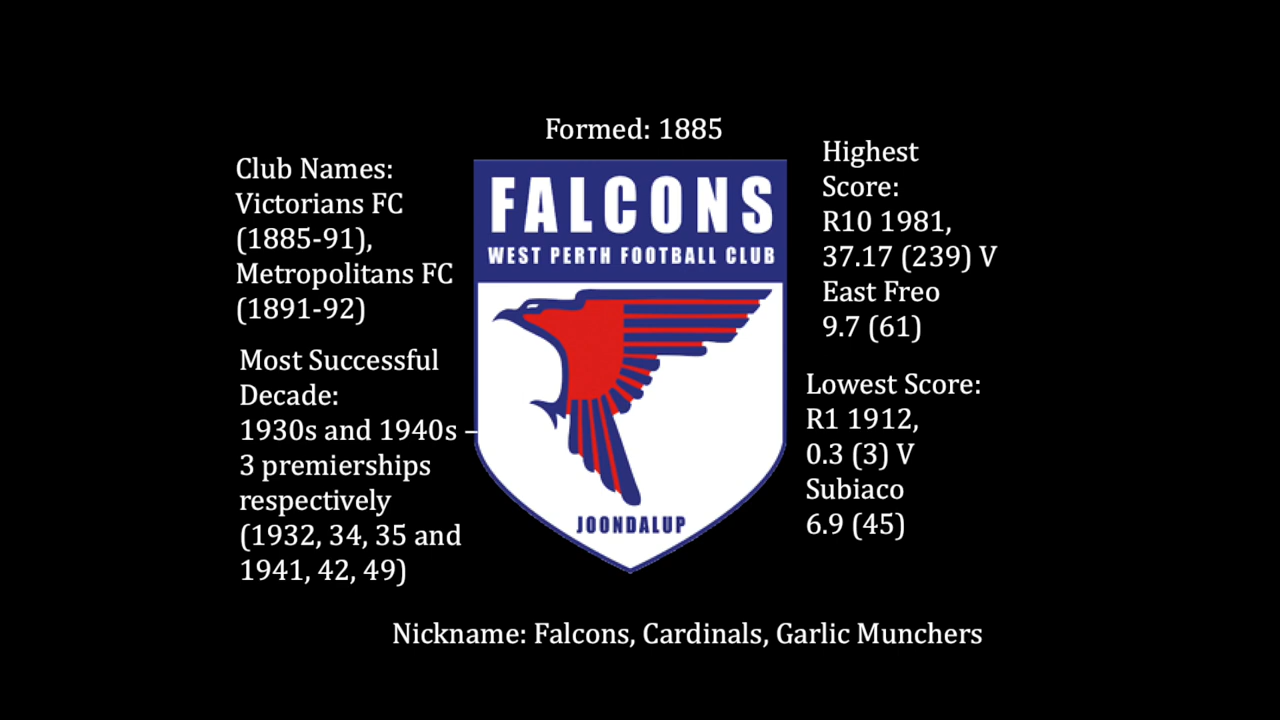 Formed: 1885
Club Names:
Victorians FC
(1885-91),
Metropolitans FC
(1891-92)
Most Successful
Decade:
1930s and 1940s –
3 premierships
respectively
(1932, 34, 35 and
1941, 42, 49)
FALCONS
WEST PERTH FOOTBALL CLUB
JOONDALUP
Highest
Score:
R10 1981,
37.17 (239) V
East Freo
9.7 (61)
Lowest Score:
R1 1912,
0.3 (3) V
Subiaco
6.9 (45)
Nickname: Falcons, Cardinals, Garlic Munchers